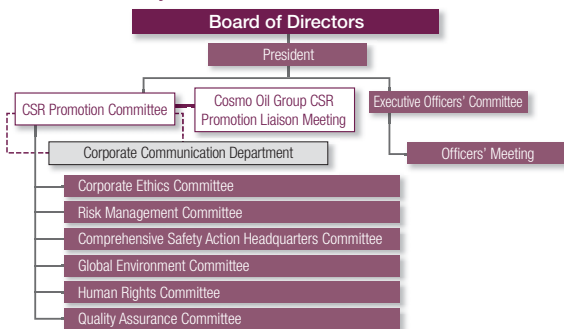 Board of Directors
President
CSR Promotion Committee
Cosmo Oil Group CSR
Promotion Liaison Meeting
Executive Officers' Committee
Corporate Communication Department
Officers' Meeting
Corporate Ethics Committee
Risk Management Committee
Comprehensive Safety Action Headquarters Committee
Global Environment Committee
Human Rights Committee
Quality Assurance Committee